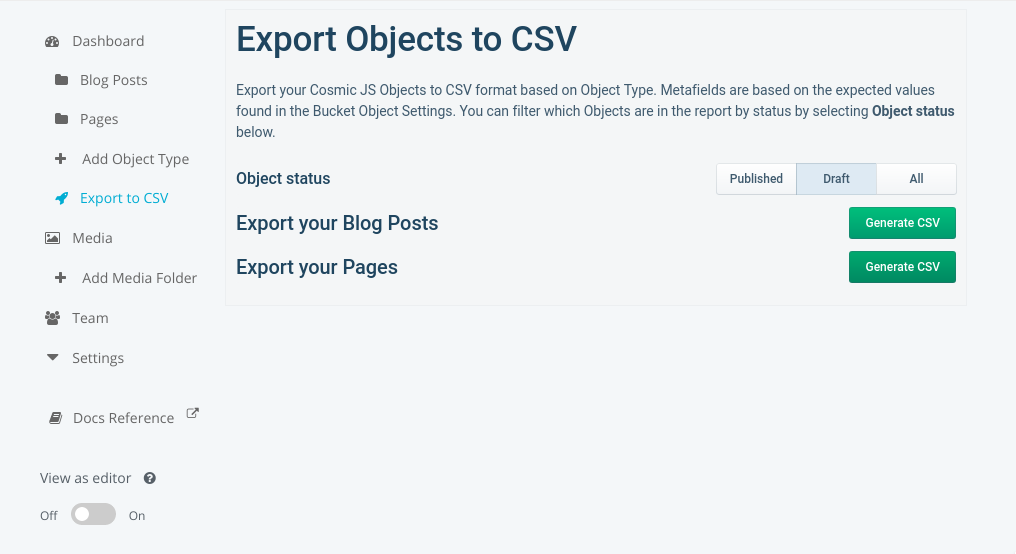 Dashboard
Blog Posts
Pages
Add Object Type
Export to CSV
Media
Add Media Folder
Team
Settings
Docs Reference
View as editor
Off On
Export Objects to CSV
Export your Cosmic JS Objects to CSV format based on Object Type. Metafields are based on the expected values
found in the Bucket Object Settings. You can filter which Objects are in the report by status by selecting Object status
below.
Object status Published Draft All
Export your Blog Posts Generate CSV
Export your Pages Generate CSV